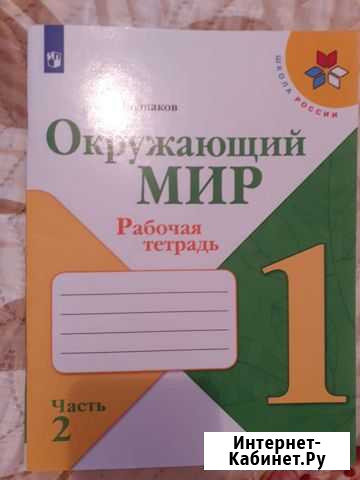 ШКОЛА РОССИИ
Окружающий
МИР
Рабочая
тетрадь
1
Часть
2
Интернет-
Кабинет.Ру